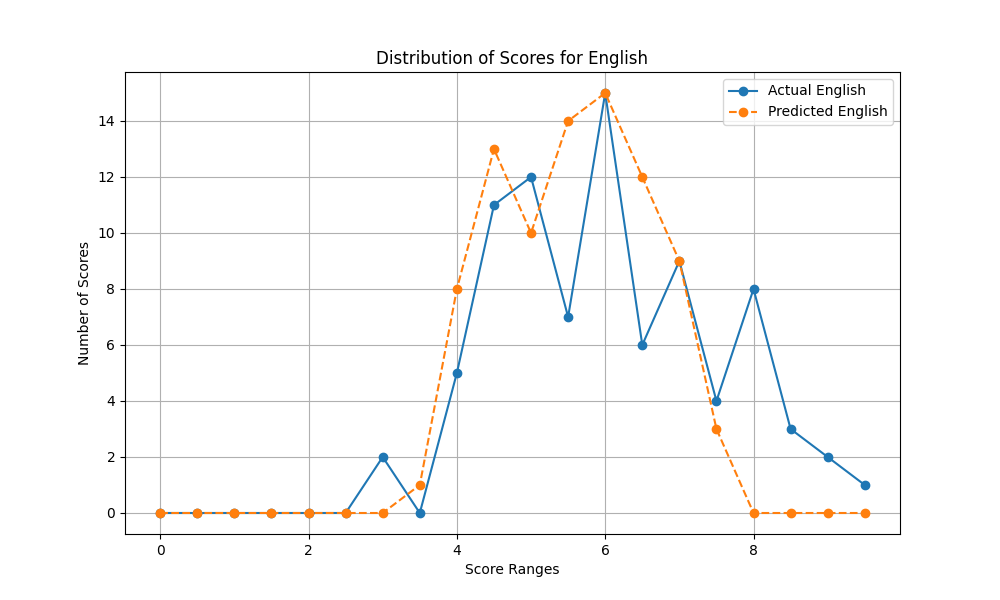 Distribution of Scores for English
Actual English
Predicted English
14
12
10
8
6
4
2
0
Number of Scores
0 2 4 6 8
Score Ranges